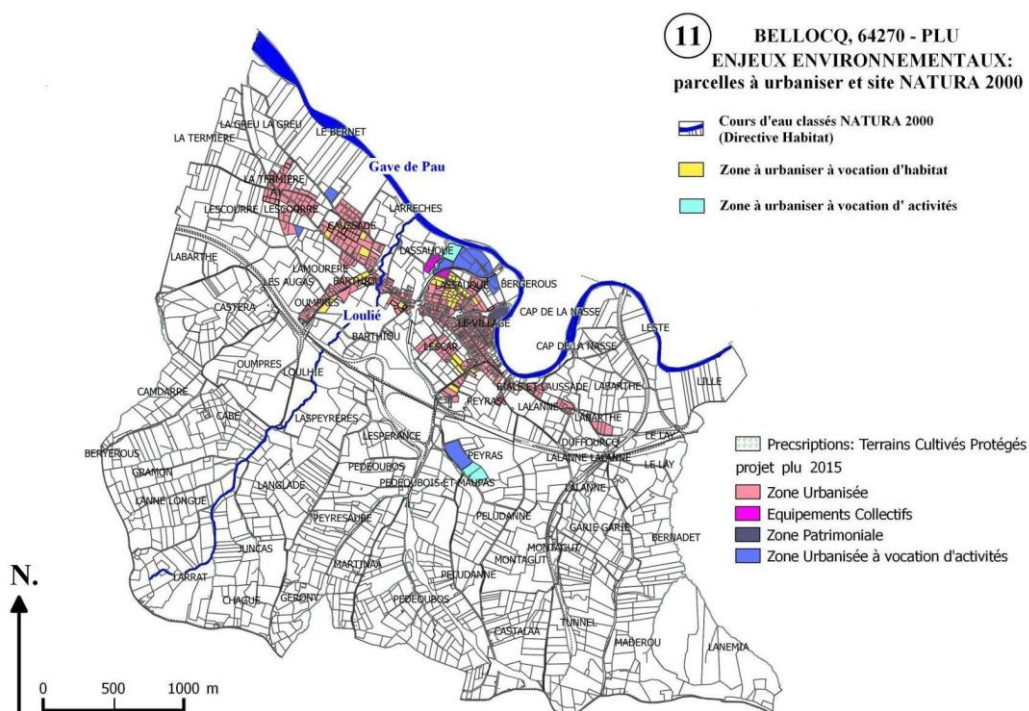 11
BELLOCQ, 64270 - PLU
ENJEUX ENVIRONNEMENTAUX:
parcelles à urbaniser et site NATURA 2000
Cours d'eau classés NATURA 2000
(Directive Habitat)
Zone à urbaniser à vocation d'habitat
Zone à urbaniser à vocation d' activités
LA GREU LA GREU
LE BERNET
LA TERMIERE
Gave de Pau
LA TERMIERE
LESCOURRE LESCOURRE
LARRECHES
CAUSSADE
LASSAUQUE
LABARTHE
LAMOURERE
LES AUGAS
BARTHIOU
LASSAUQUE
BERGEROUS
CASTERA
OUMPRES
Loulié
LE VILLAGE
CAP DE LA NASSE
LESTE
BARTHIOU
LESCAR
CAP DE LA NASSE
OUMPRES
LOULHIE
LABARTHE
LILLE
CAMDARRE
PEYRAS
LALANNE
CABE
LASPEYRERES
LABARTHE
LESPERANCE
DUFFOURCQ
LE LAY
BERYEROUS
PEYRAS
LALANNE LALANNE
GRAMON
PEDEOUBOS
LE LAY
LANNE LONGUE
LANGLADE
PEDEOUBOIS-ET-MAUPAS
LALANNE
PEYRESAUBE
PELUDANNE
GARIE GARIE
BERNADET
JUNCAS
MONTAGUT
MARTINAA
MONTAGUT
LARRAT
PELUDANNE
CHAGUE
GERONY
PEDEOUBOS
CASTALAA
TUNNEL
MABEROU
LANEMIA
Precsriptions: Terrains Cultivés Protégés
projet plu 2015
Zone Urbanisée
Equipements Collectifs
Zone Patrimoniale
Zone Urbanisée à vocation d'activités
N.
0 500 1000 m